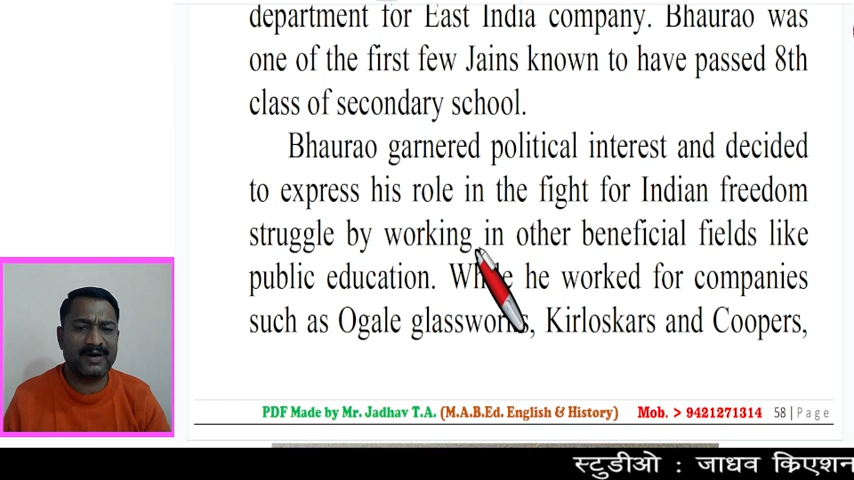 department for East India company. Bhaurao was
one of the first few Jains known to have passed 8th
class of secondary school.
Bhaurao garnered political interest and decided
to express his role in the fight for Indian freedom
struggle by working in other beneficial fields like
public education. While he worked for companies
such as Ogale glassworks, Kirloskars and Coopers,
PDF Made by Mr. Jadhav T.A. (M.A.B.Ed. English & History) Mob. > 9421271314 58 | Page
स्टुडीओ : जाधव क्रिएशन